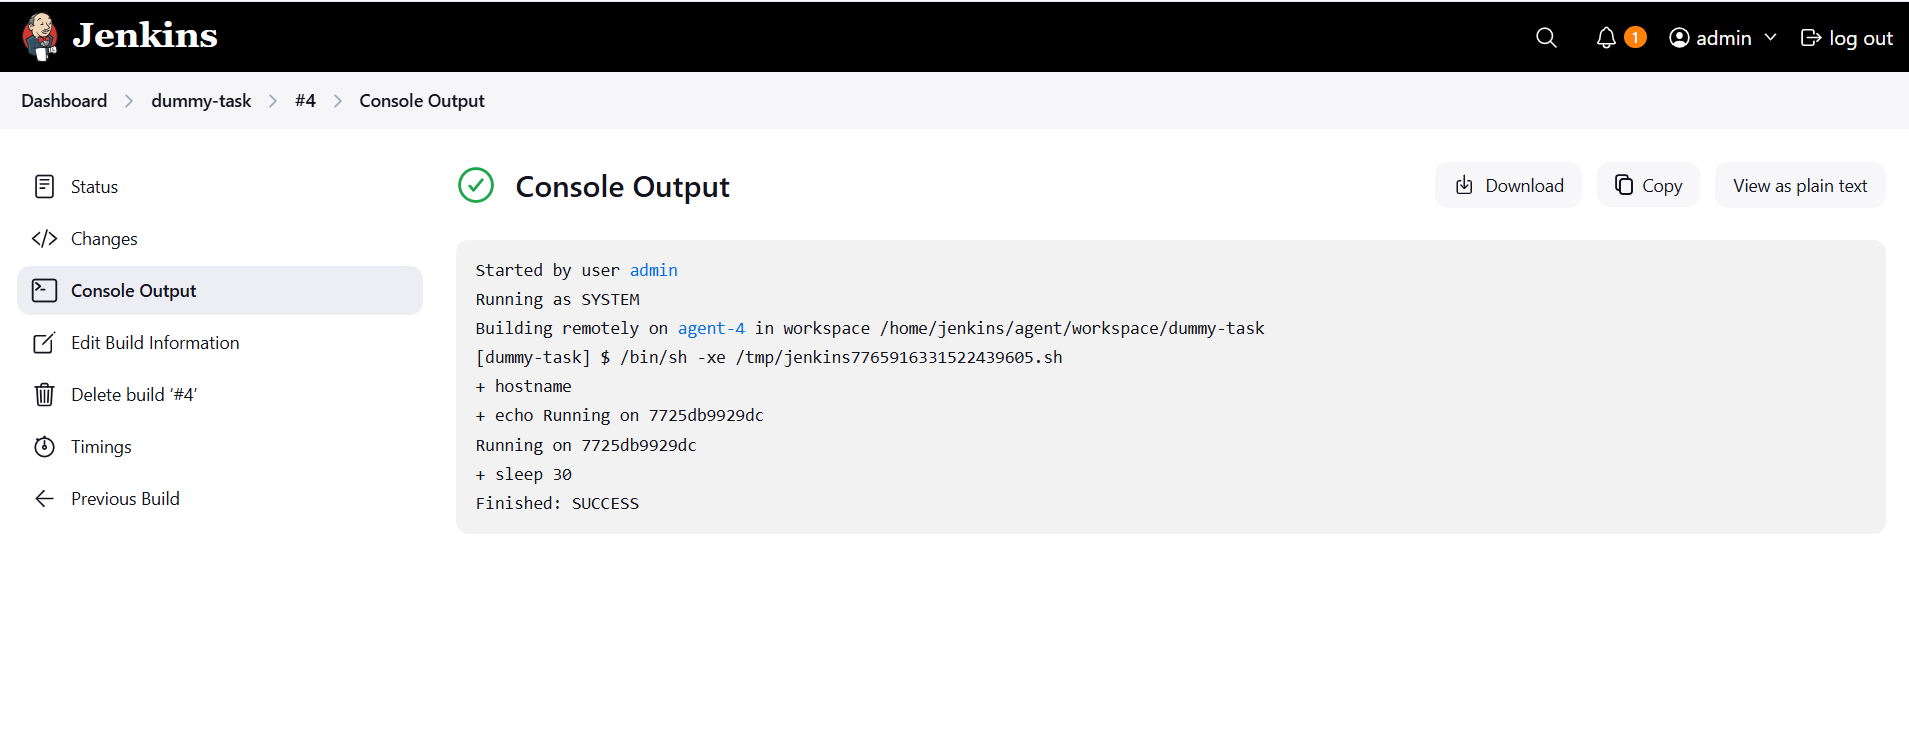 Jenkins
1 admin log out
Dashboard dummy-task #4 Console Output
Status
Changes
Console Output
Edit Build Information
Delete build ‘#4’
Timings
Previous Build
Console Output
Download Copy View as plain text
Started by user admin
Running as SYSTEM
Building remotely on agent-4 in workspace /home/jenkins/agent/workspace/dummy-task
[dummy-task] $ /bin/sh -xe /tmp/jenkins7765916331522439605.sh
+ hostname
+ echo Running on 7725db9929dc
Running on 7725db9929dc
+ sleep 30
Finished: SUCCESS